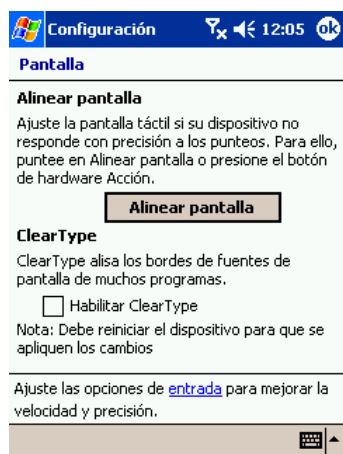 Configuración 12:05 ok
Pantalla
Alinear pantalla
Ajuste la pantalla táctil si su dispositivo no
responde con precisión a los punteos. Para ello,
puntee en Alinear pantalla o presione el botón
de hardware Acción.
Alinear pantalla
ClearType
ClearType alisa los bordes de fuentes de
pantalla de muchos programas.
Habilitar ClearType
Nota: Debe reiniciar el dispositivo para que se
apliquen los cambios
Ajuste las opciones de entrada para mejorar la
velocidad y precisión.